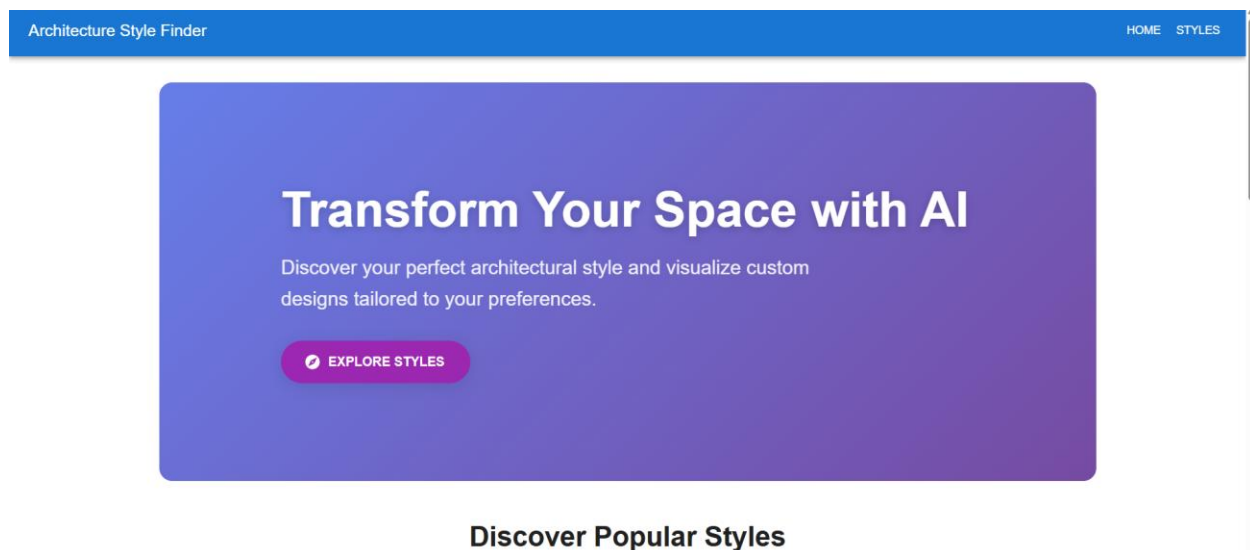 Architecture Style Finder
HOME STYLES
Transform Your Space with AI
Discover your perfect architectural style and visualize custom
designs tailored to your preferences.
EXPLORE STYLES
Discover Popular Styles